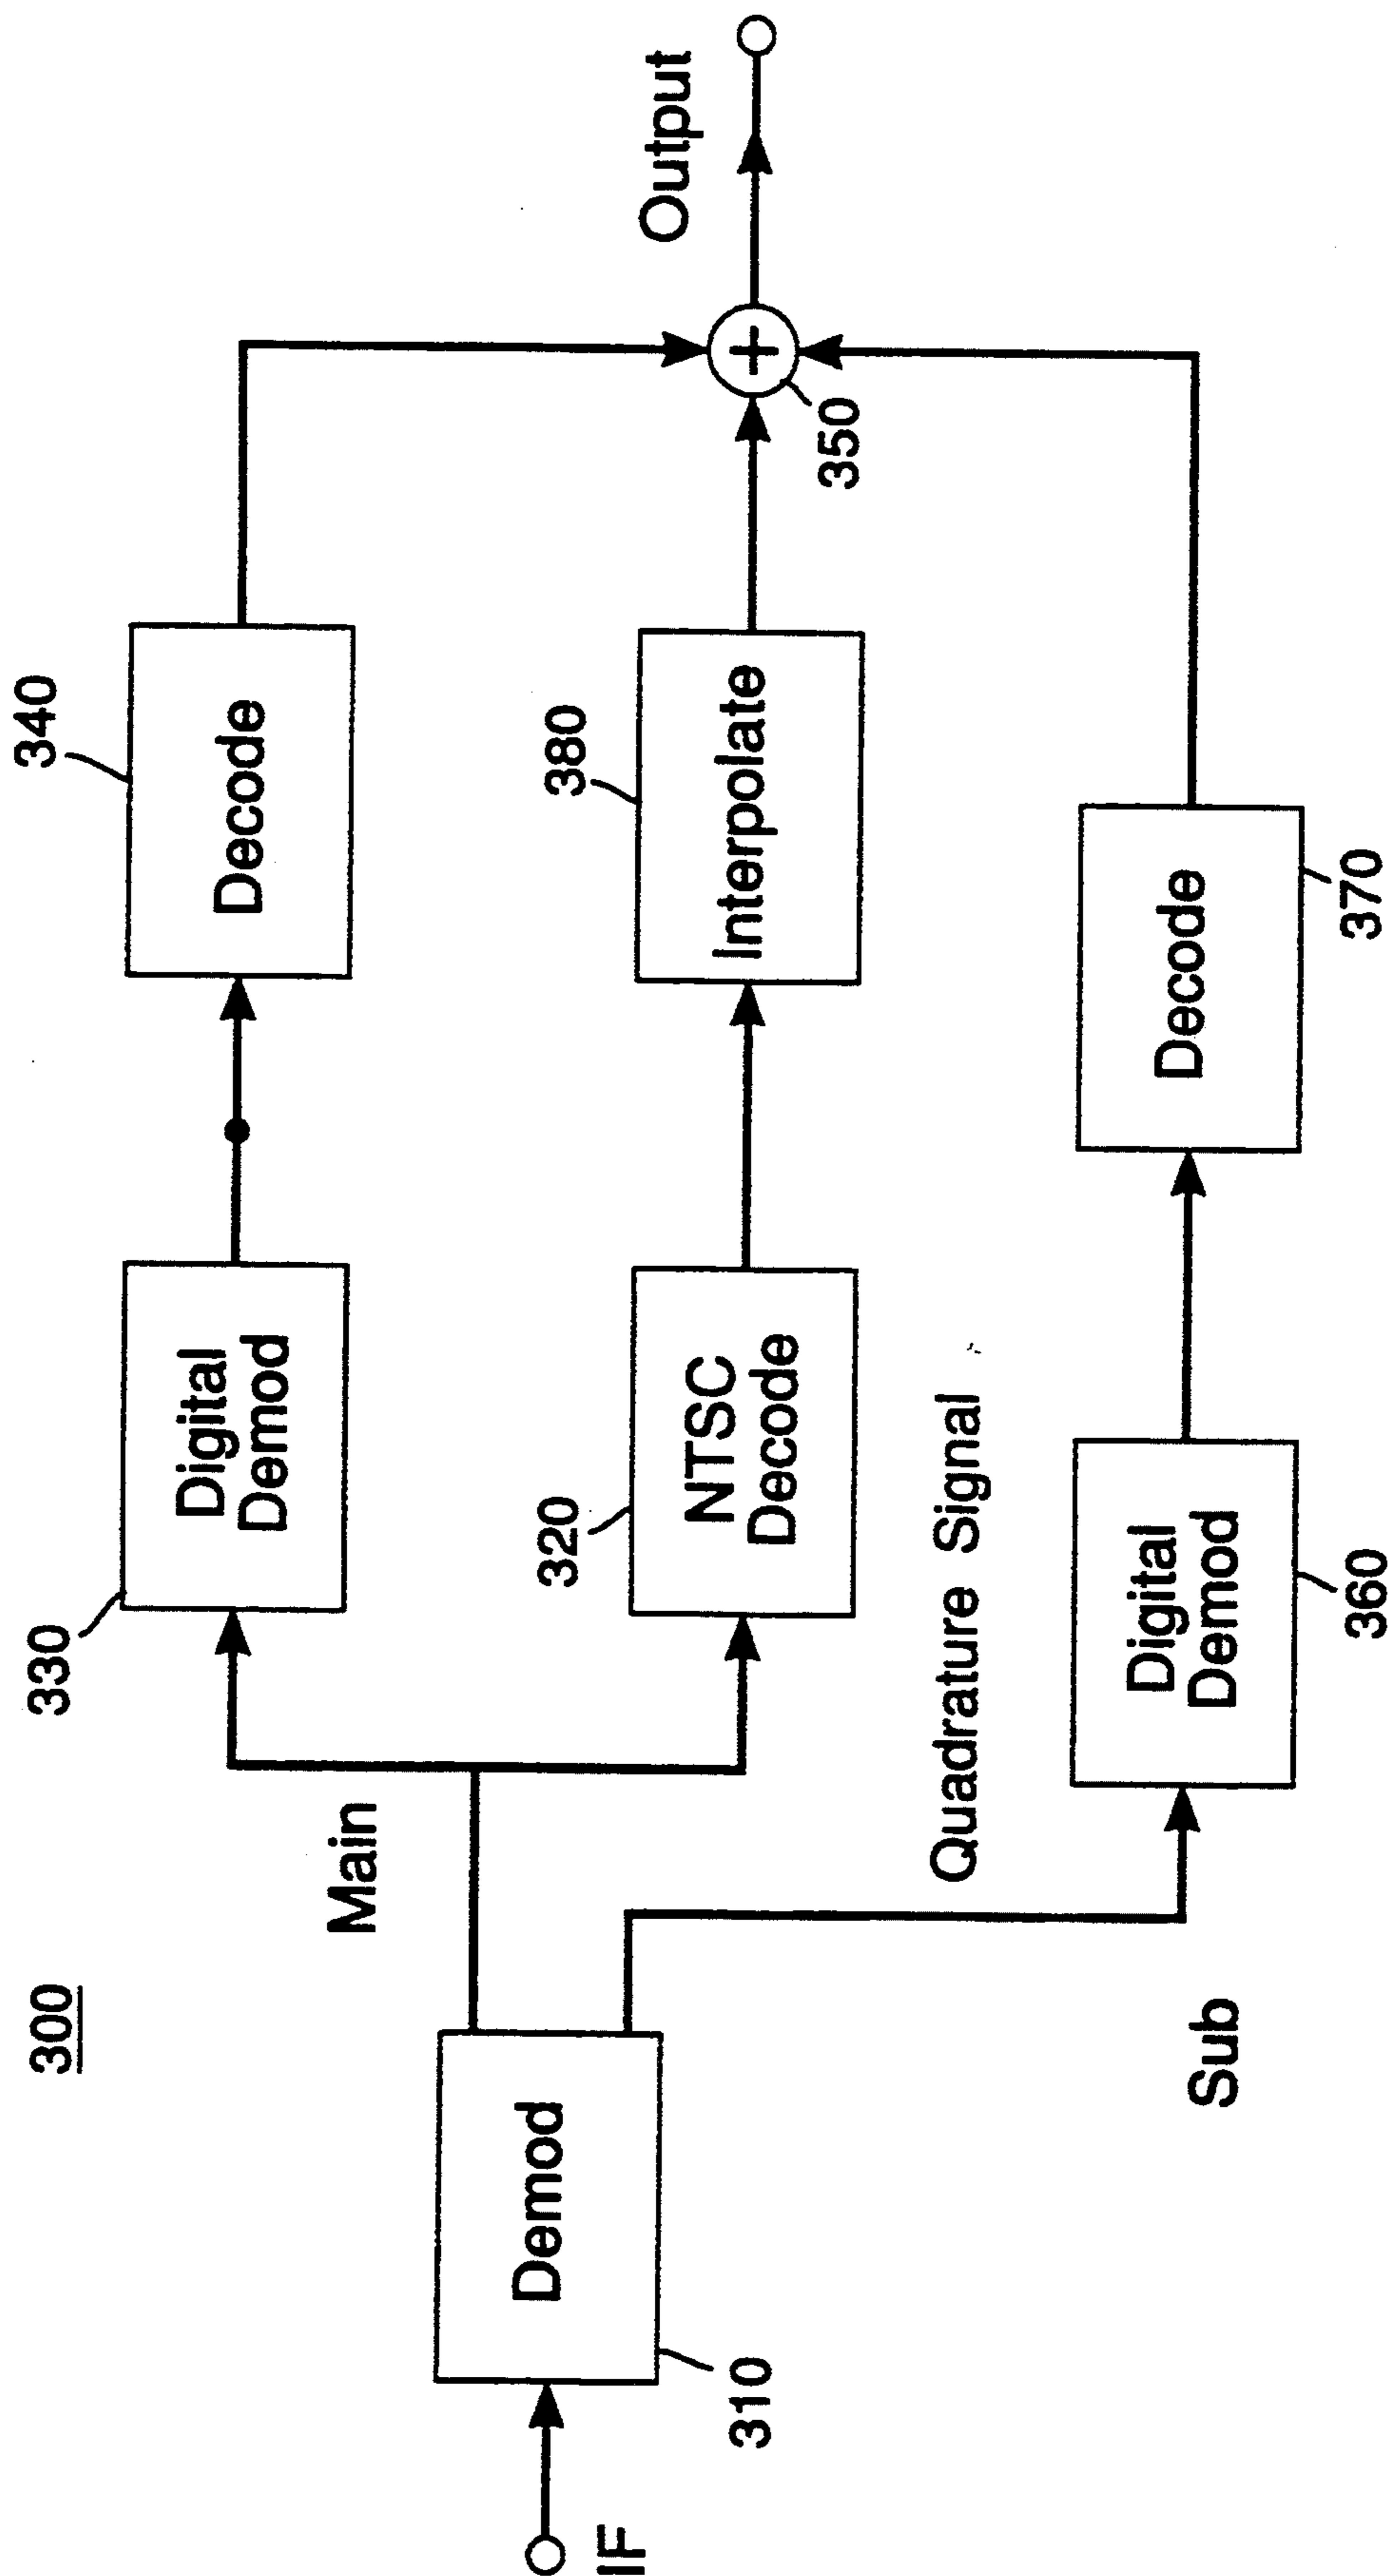 300
IF
Demod
310
Main
Sub
Quadrature Signal
330
Digital
Demod
320
NTSC
Decode
Digital
Demod
360
340
Decode
380
Interpolate
Decode
370
350
+
Output